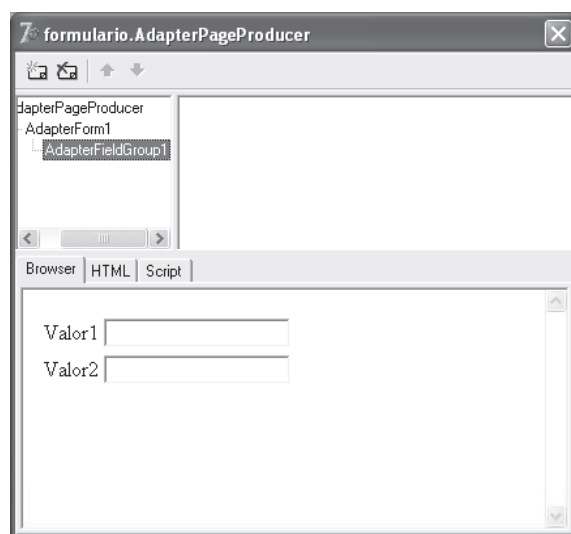 formulario.AdapterPageProducer
dapterPageProducer
AdapterForm1
AdapterFieldGroup1
Browser HTML Script
Valor1
Valor2